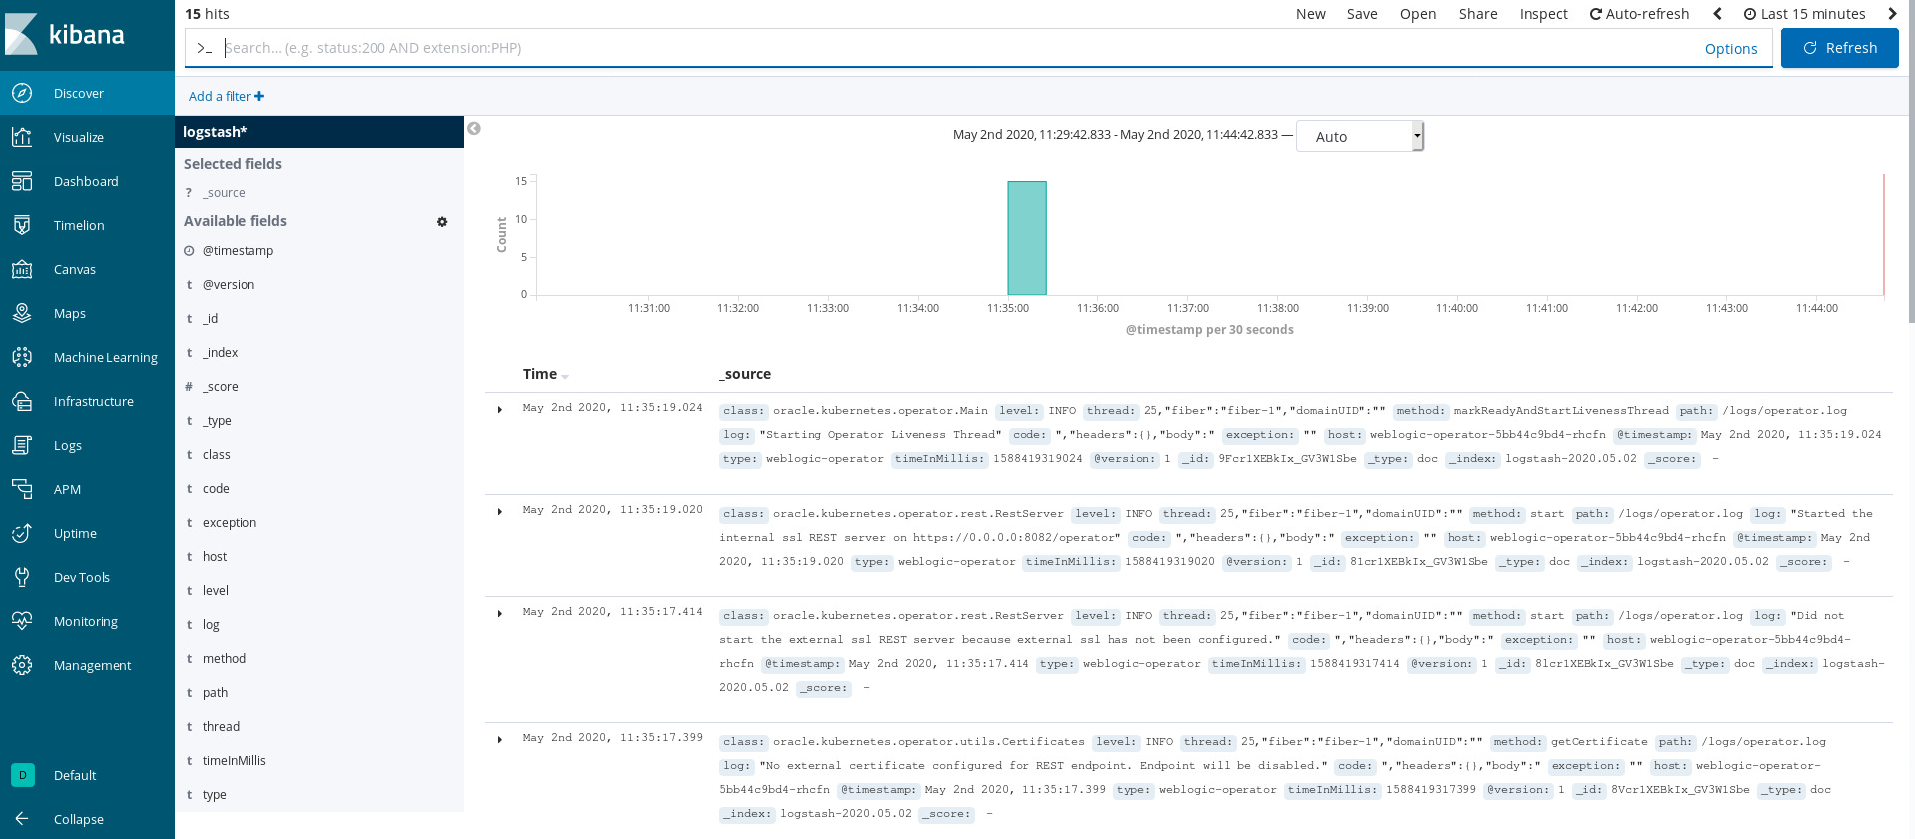 kibana
Discover
Visualize
Dashboard
Timelion
Canvas
Maps
Machine Learning
Infrastructure
Logs
APM
Uptime
Dev Tools
Monitoring
Management
D Default
Collapse
15 hits
New Save Open Share Inspect Auto-refresh Last 15 minutes
>_ Search... (e.g. status:200 AND extension:PHP) Options Refresh
Add a filter +
logstash*
Selected fields
? _source
Available fields
@timestamp
t @version
t _id
t _index
# _score
t _type
t class
t code
t exception
t host
t level
t log
t method
t path
t thread
t timeInMillis
t type
May 2nd 2020, 11:29:42.833 - May 2nd 2020, 11:44:42.833 — Auto
15
10
5
0
Count
11:31:00 11:32:00 11:33:00 11:34:00 11:35:00 11:36:00 11:37:00 11:38:00 11:39:00 11:40:00 11:41:00 11:42:00 11:43:00 11:44:00
@timestamp per 30 seconds
Time _source
May 2nd 2020, 11:35:19.024 class: oracle.kubernetes.operator.Main level: INFO thread: 25,"fiber":"fiber-1","domainUID":"" method: markReadyAndStartLivenessThread path: /logs/operator.log
log: "Starting Operator Liveness Thread" code: ","headers":{},"body":" exception: "" host: weblogic-operator-5bb44c9bd4-rhcfn @timestamp: May 2nd 2020, 11:35:19.024
type: weblogic-operator timeInMillis: 1588419319024 @version: 1 _id: 9Fcr1XEBkIx_GV3W1Sbe _type: doc _index: logstash-2020.05.02 _score: -
May 2nd 2020, 11:35:19.020 class: oracle.kubernetes.operator.rest.RestServer level: INFO thread: 25,"fiber":"fiber-1","domainUID":"" method: start path: /logs/operator.log log: "Started the
internal ssl REST server on https://0.0.0.0:8082/operator" code: ","headers":{},"body":" exception: "" host: weblogic-operator-5bb44c9bd4-rhcfn @timestamp: May 2nd
2020, 11:35:19.020 type: weblogic-operator timeInMillis: 1588419319020 @version: 1 _id: 81cr1XEBkIx_GV3W1Sbe _type: doc _index: logstash-2020.05.02 _score: -
May 2nd 2020, 11:35:17.414 class: oracle.kubernetes.operator.rest.RestServer level: INFO thread: 25,"fiber":"fiber-1","domainUID":"" method: start path: /logs/operator.log log: "Did not
start the external ssl REST server because external ssl has not been configured." code: ","headers":{},"body":" exception: "" host: weblogic-operator-5bb44c9bd4-
rhcfn @timestamp: May 2nd 2020, 11:35:17.414 type: weblogic-operator timeInMillis: 1588419317414 @version: 1 _id: 8lcr1XEBkIx_GV3W1Sbe _type: doc _index: logstash-
2020.05.02 _score: -
May 2nd 2020, 11:35:17.399 class: oracle.kubernetes.operator.utils.Certificates level: INFO thread: 25,"fiber":"fiber-1","domainUID":"" method: getCertificate path: /logs/operator.log
log: "No external certificate configured for REST endpoint. Endpoint will be disabled." code: ","headers":{},"body":" exception: "" host: weblogic-operator-
5bb44c9bd4-rhcfn @timestamp: May 2nd 2020, 11:35:17.399 type: weblogic-operator timeInMillis: 1588419317399 @version: 1 _id: 8Vcr1XEBkIx_GV3W1Sbe _type: doc
_index: logstash-2020.05.02 _score: -